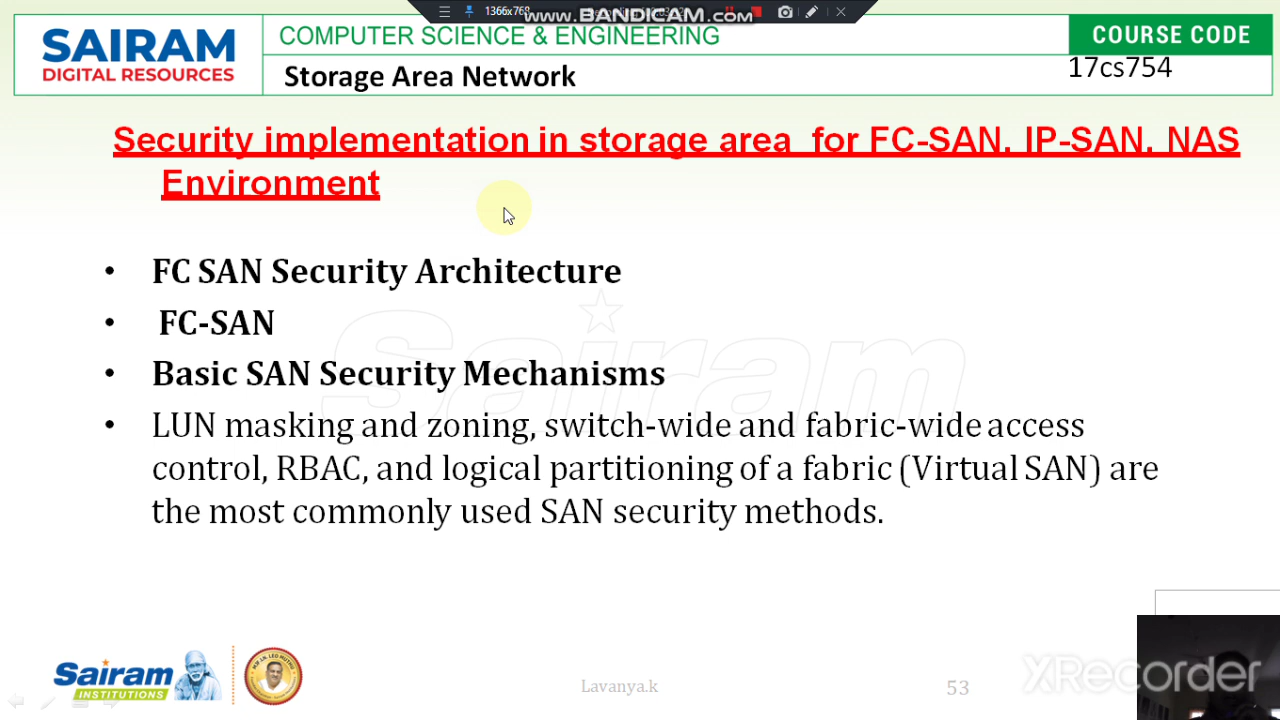 1366x768
www.BANDICAM.com
SAIRAM
DIGITAL RESOURCES
COMPUTER SCIENCE & ENGINEERING
COURSE CODE
Storage Area Network
17cs754
Security implementation in storage area for FC-SAN, IP-SAN, NAS
Environment
• FC SAN Security Architecture
• FC-SAN
• Basic SAN Security Mechanisms
Sairam
• LUN masking and zoning, switch-wide and fabric-wide access
control, RBAC, and logical partitioning of a fabric (Virtual SAN) are
the most commonly used SAN security methods.
Sairam
INSTITUTIONS
Lavanya.k
53
XRecorder